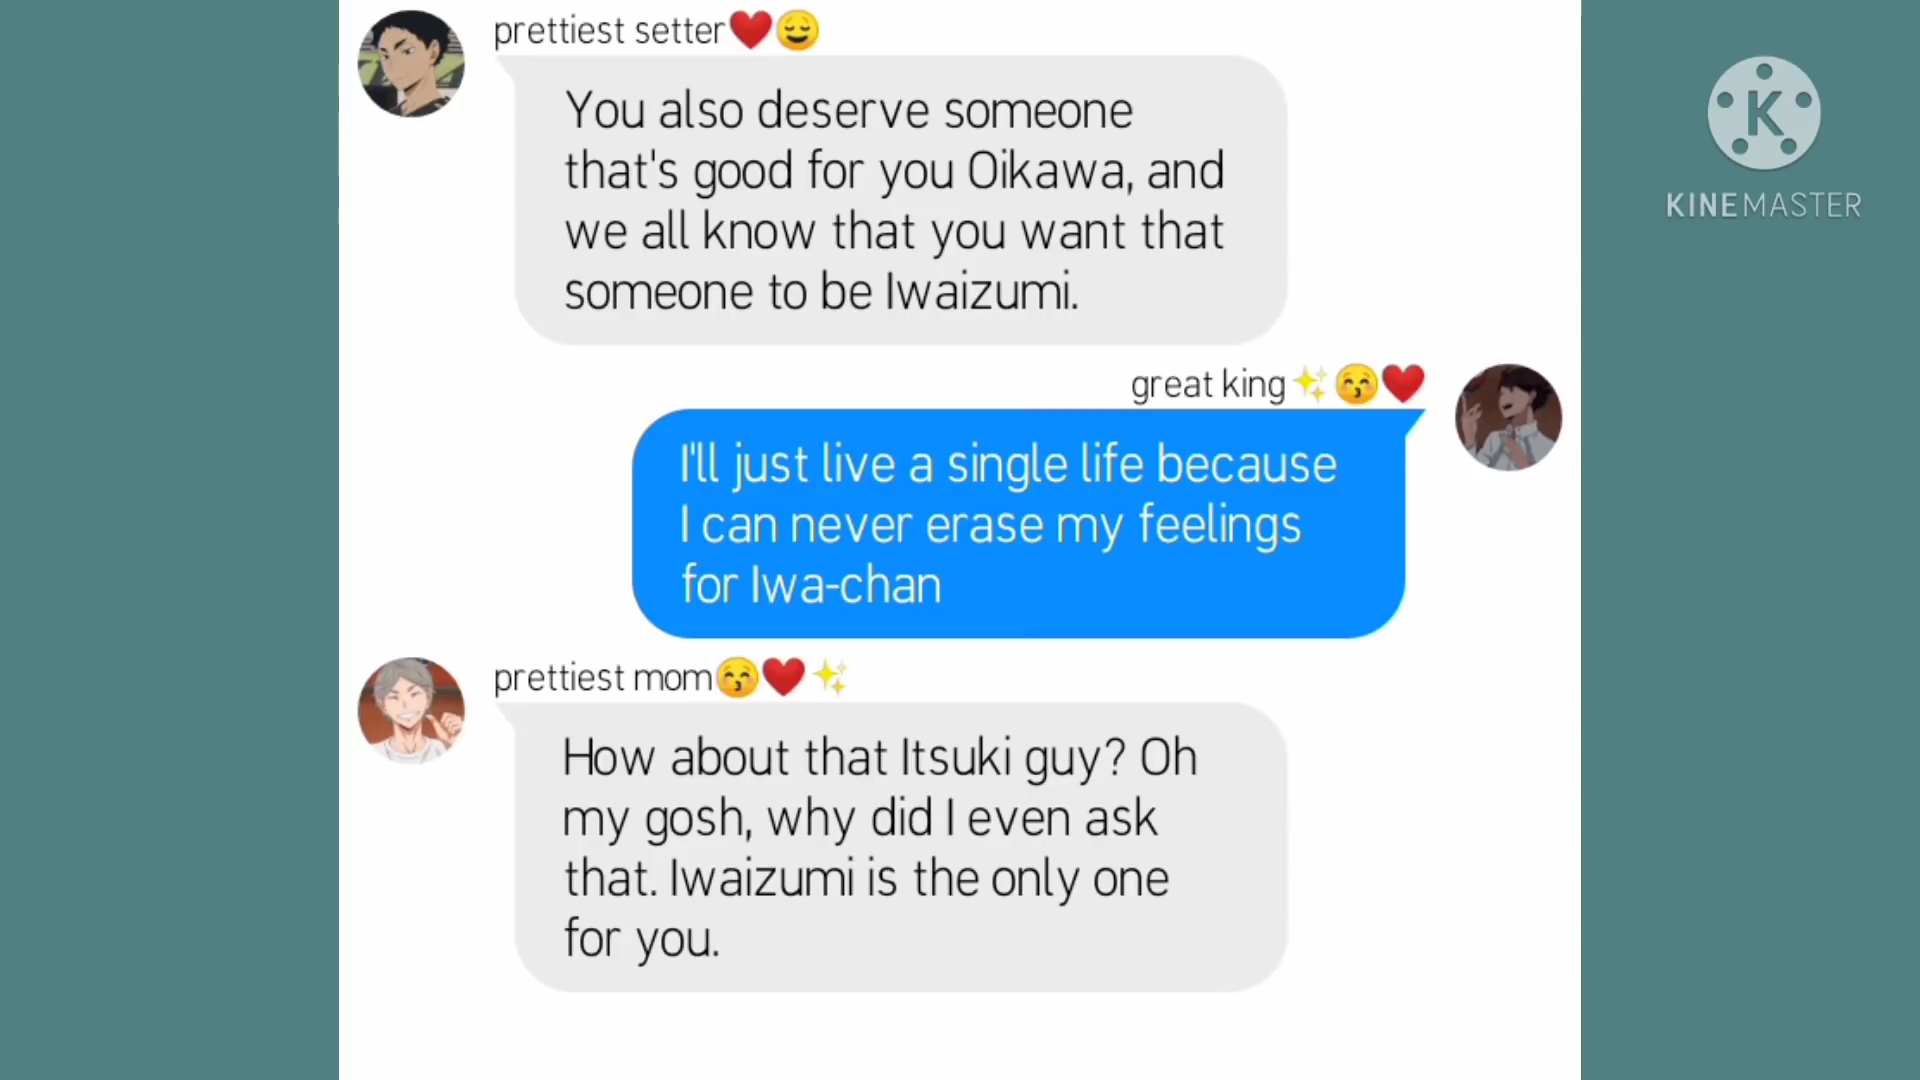 prettiest setter❤️😌
You also deserve someone
that's good for you Oikawa, and
we all know that you want that
someone to be Iwaizumi.
great king✨😚❤️
I'll just live a single life because
I can never erase my feelings
for Iwa-chan
prettiest mom😚❤️✨
How about that Itsuki guy? Oh
my gosh, why did I even ask
that. Iwaizumi is the only one
for you.
K
KINEMASTER